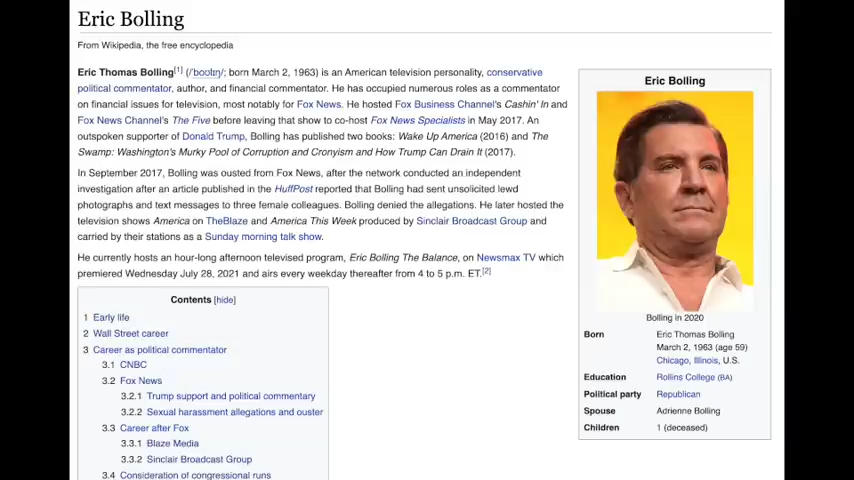 Eric Bolling
From Wikipedia, the free encyclopedia
Eric Thomas Bolling[1] (/ˈboʊlɪŋ/; born March 2, 1963) is an American television personality, conservative
political commentator, author, and financial commentator. He has occupied numerous roles as a commentator
on financial issues for television, most notably for Fox News. He hosted Fox Business Channel's Cashin' In and
Fox News Channel's The Five before leaving that show to co-host Fox News Specialists in May 2017. An
outspoken supporter of Donald Trump, Bolling has published two books: Wake Up America (2016) and The
Swamp: Washington's Murky Pool of Corruption and Cronyism and How Trump Can Drain It (2017).
In September 2017, Bolling was ousted from Fox News, after the network conducted an independent
investigation after an article published in the HuffPost reported that Bolling had sent unsolicited lewd
photographs and text messages to three female colleagues. Bolling denied the allegations. He later hosted the
television shows America on TheBlaze and America This Week produced by Sinclair Broadcast Group and
carried by their stations as a Sunday morning talk show.
He currently hosts an hour-long afternoon televised program, Eric Bolling The Balance, on Newsmax TV which
premiered Wednesday July 28, 2021 and airs every weekday thereafter from 4 to 5 p.m. ET.[2]
Contents [hide]
1 Early life
2 Wall Street career
3 Career as political commentator
3.1 CNBC
3.2 Fox News
3.2.1 Trump support and political commentary
3.2.2 Sexual harassment allegations and ouster
3.3 Career after Fox
3.3.1 Blaze Media
3.3.2 Sinclair Broadcast Group
3.4 Consideration of congressional runs
Eric Bolling
Bolling in 2020
Born Eric Thomas Bolling
March 2, 1963 (age 59)
Chicago, Illinois, U.S.
Education Rollins College (BA)
Political party Republican
Spouse Adrienne Bolling
Children 1 (deceased)